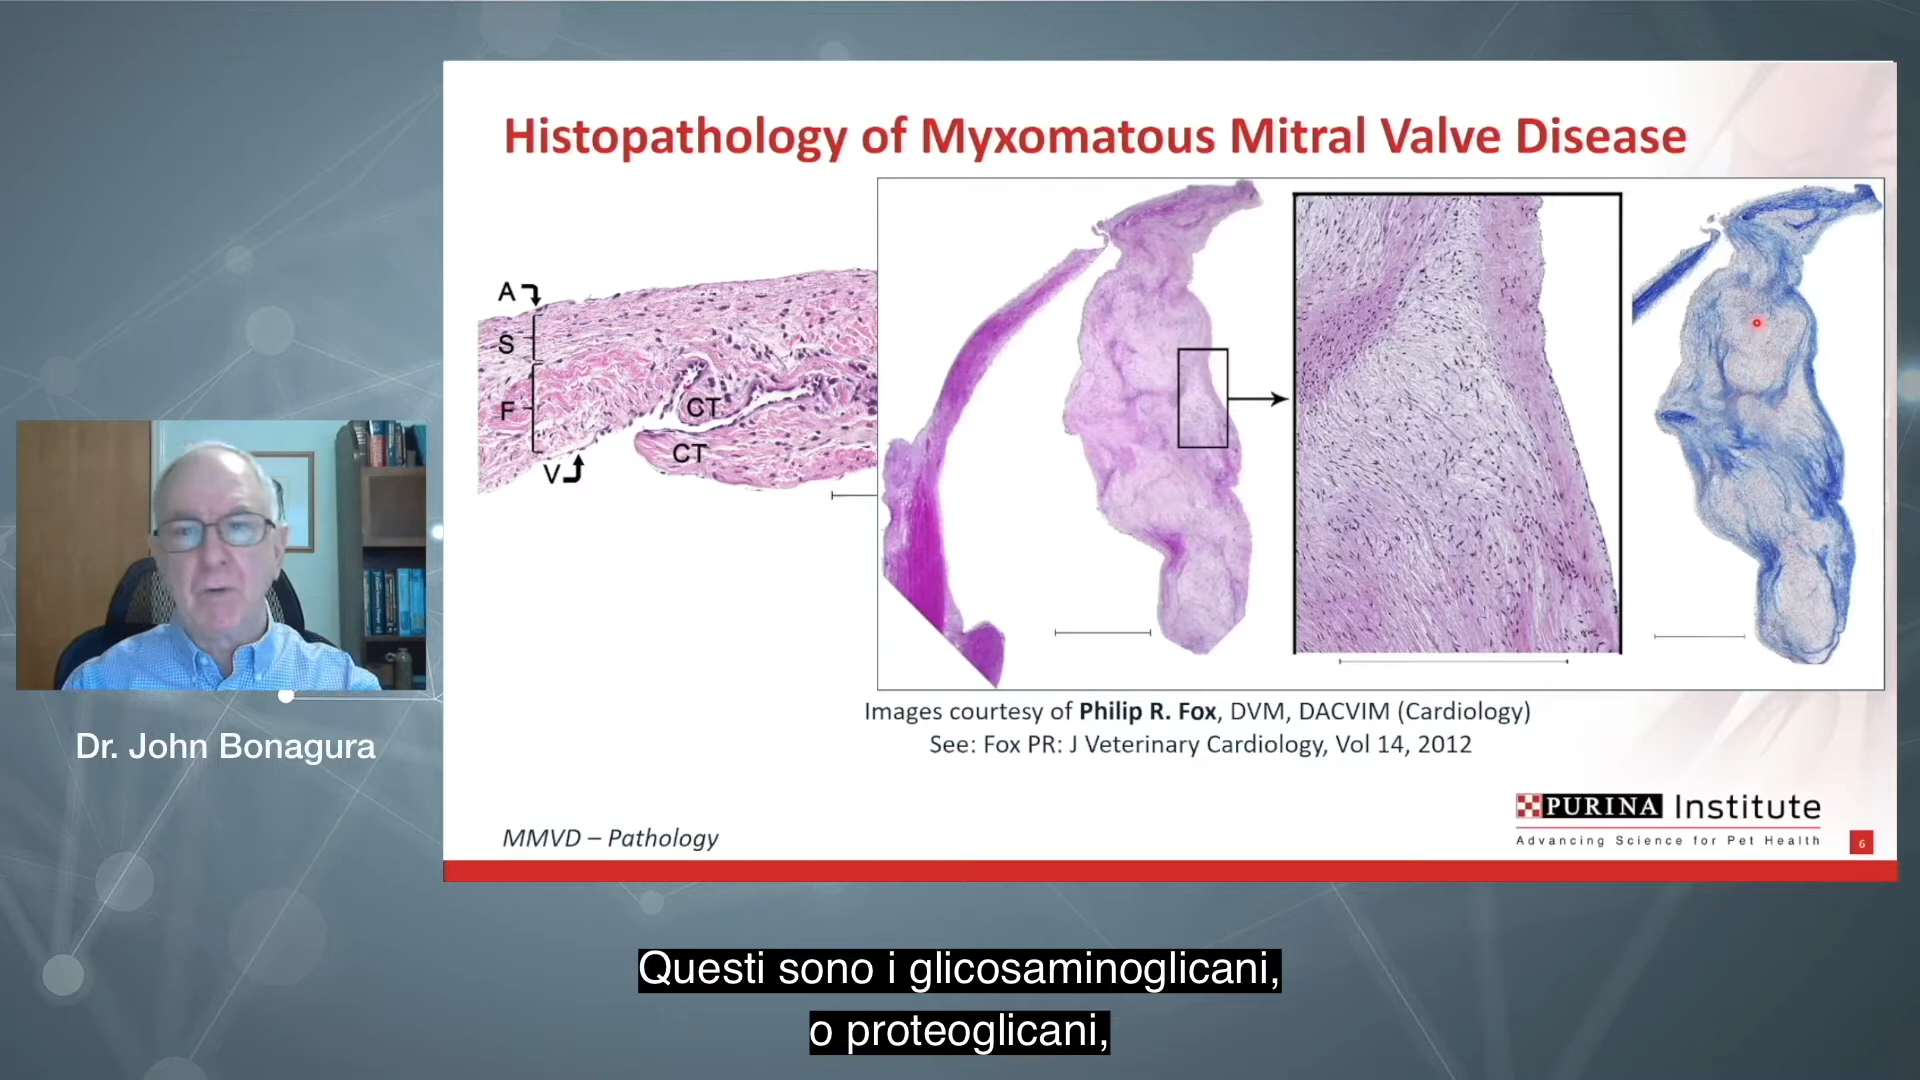 Histopathology of Myxomatous Mitral Valve Disease
A
S
F
V
CT
CT
Images courtesy of Philip R. Fox, DVM, DACVIM (Cardiology)
See: Fox PR: J Veterinary Cardiology, Vol 14, 2012
Dr. John Bonagura
MMVD – Pathology
PURINA Institute
Advancing Science for Pet Health
6
Questi sono i glicosaminoglicani,
o proteoglicani,